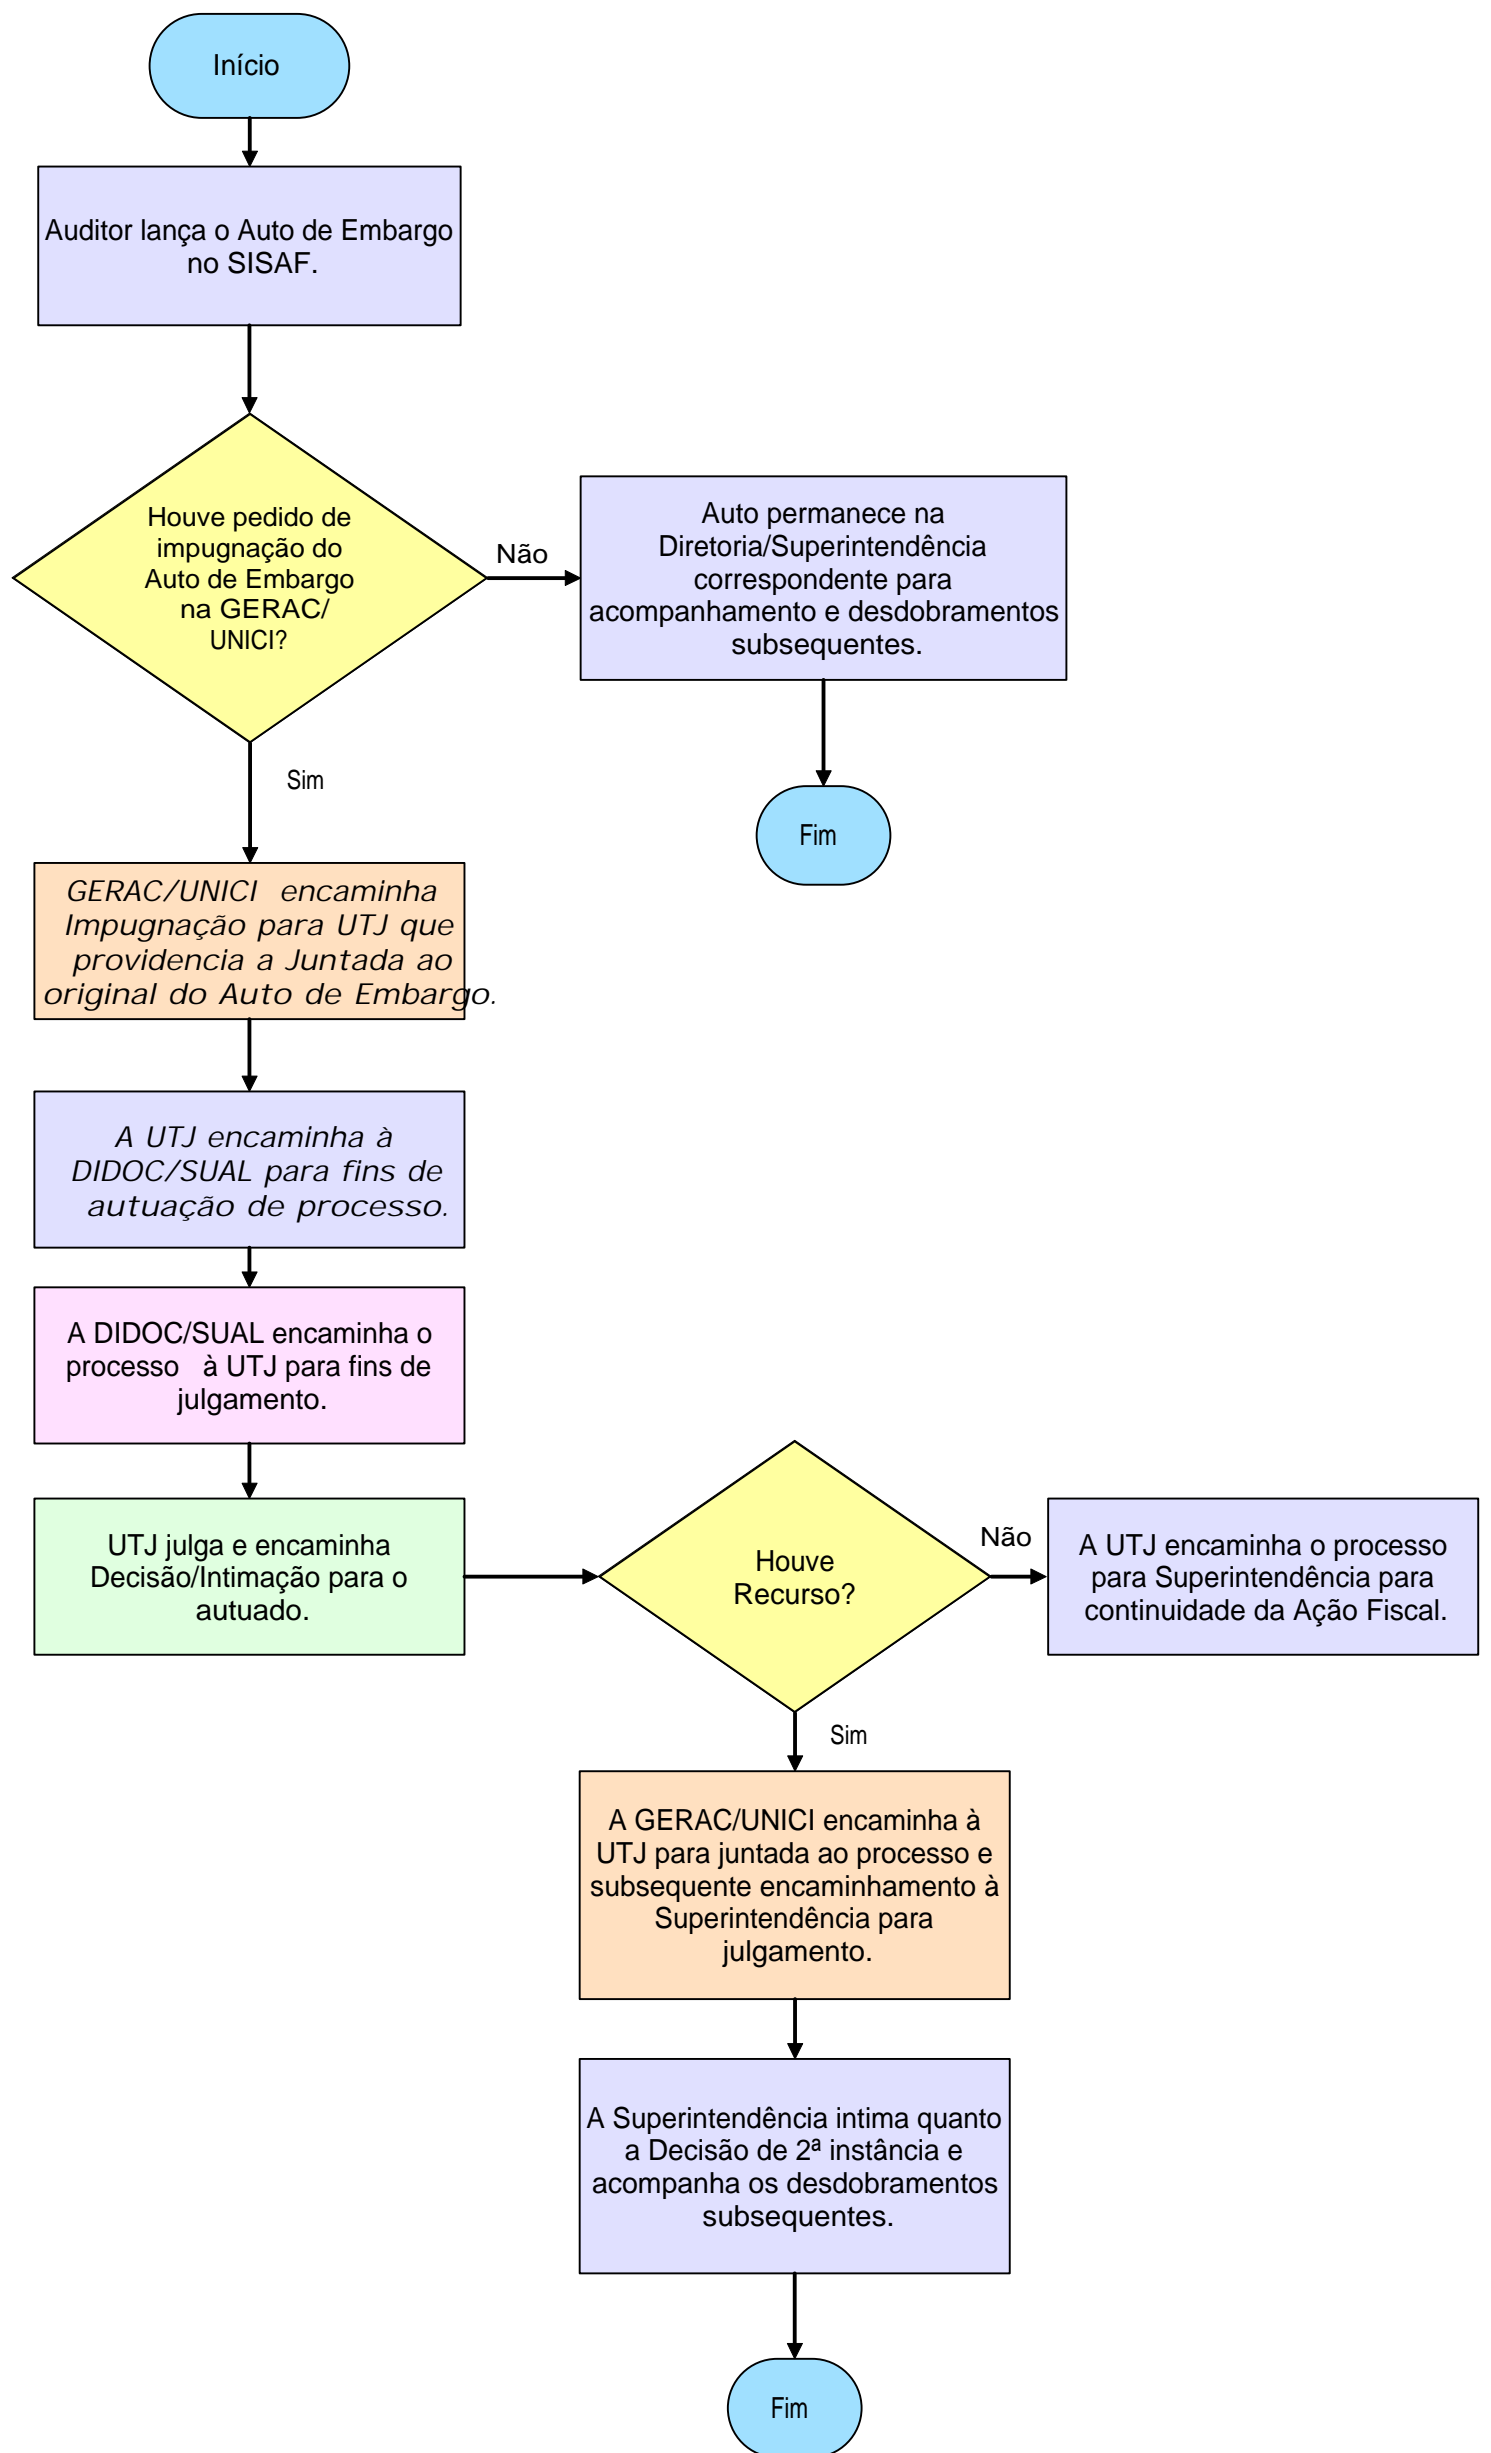 Início
Auditor lança o Auto de Embargo
no SISAF.
Houve pedido de
impugnação do
Auto de Embargo
na GERAC/
UNICI?
Não
Auto permanece na
Diretoria/Superintendência
correspondente para
acompanhamento e desdobramentos
subsequentes.
Fim
Sim
GERAC/UNICI encaminha
Impugnação para UTJ que
providencia a Juntada ao
original do Auto de Embargo.
A UTJ encaminha à
DIDOC/SUAL para fins de
autuação de processo.
A DIDOC/SUAL encaminha o
processo à UTJ para fins de
julgamento.
UTJ julga e encaminha
Decisão/Intimação para o
autuado.
Houve
Recurso?
Não
A UTJ encaminha o processo
para Superintendência para
continuidade da Ação Fiscal.
Sim
A GERAC/UNICI encaminha à
UTJ para juntada ao processo e
subsequente encaminhamento à
Superintendência para
julgamento.
A Superintendência intima quanto
a Decisão de 2ª instância e
acompanha os desdobramentos
subsequentes.
Fim